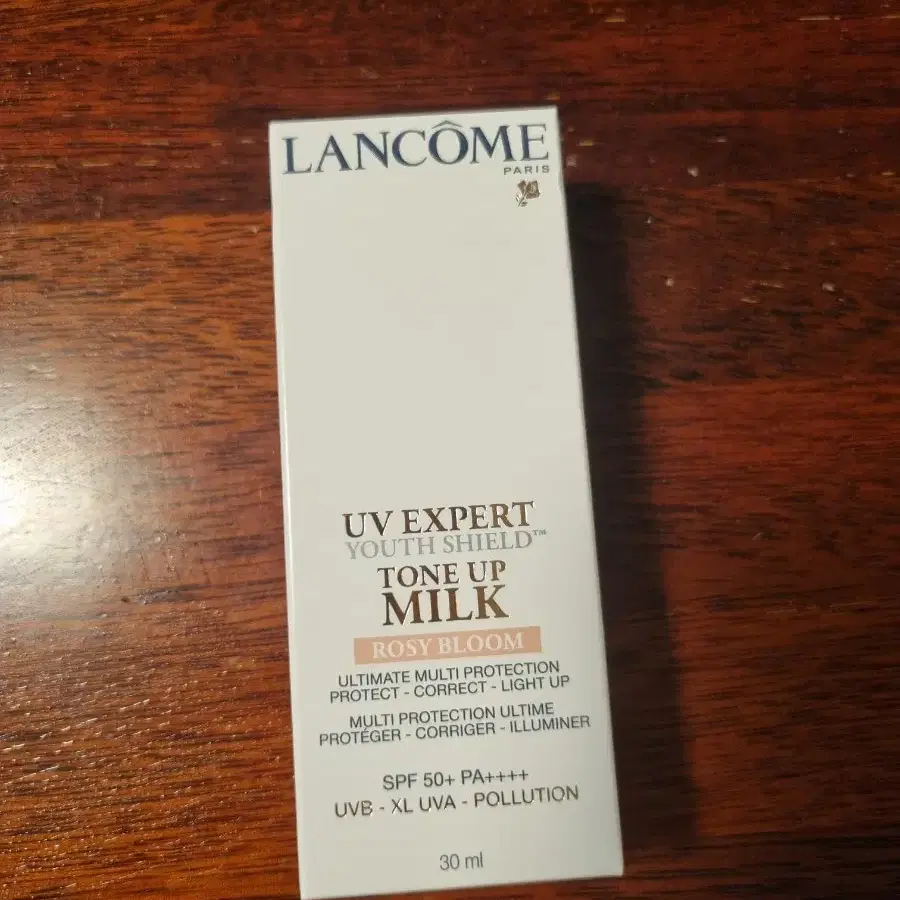 LANCÔME
PARIS
UV EXPERT
YOUTH SHIELD™
TONE UP
MILK
ROSY BLOOM
ULTIMATE MULTI PROTECTION
PROTECT - CORRECT - LIGHT UP
MULTI PROTECTION ULTIME
PROTÉGER - CORRIGER - ILLUMINER
SPF 50+ PA++++
UVB - XL UVA - POLLUTION
30 ml